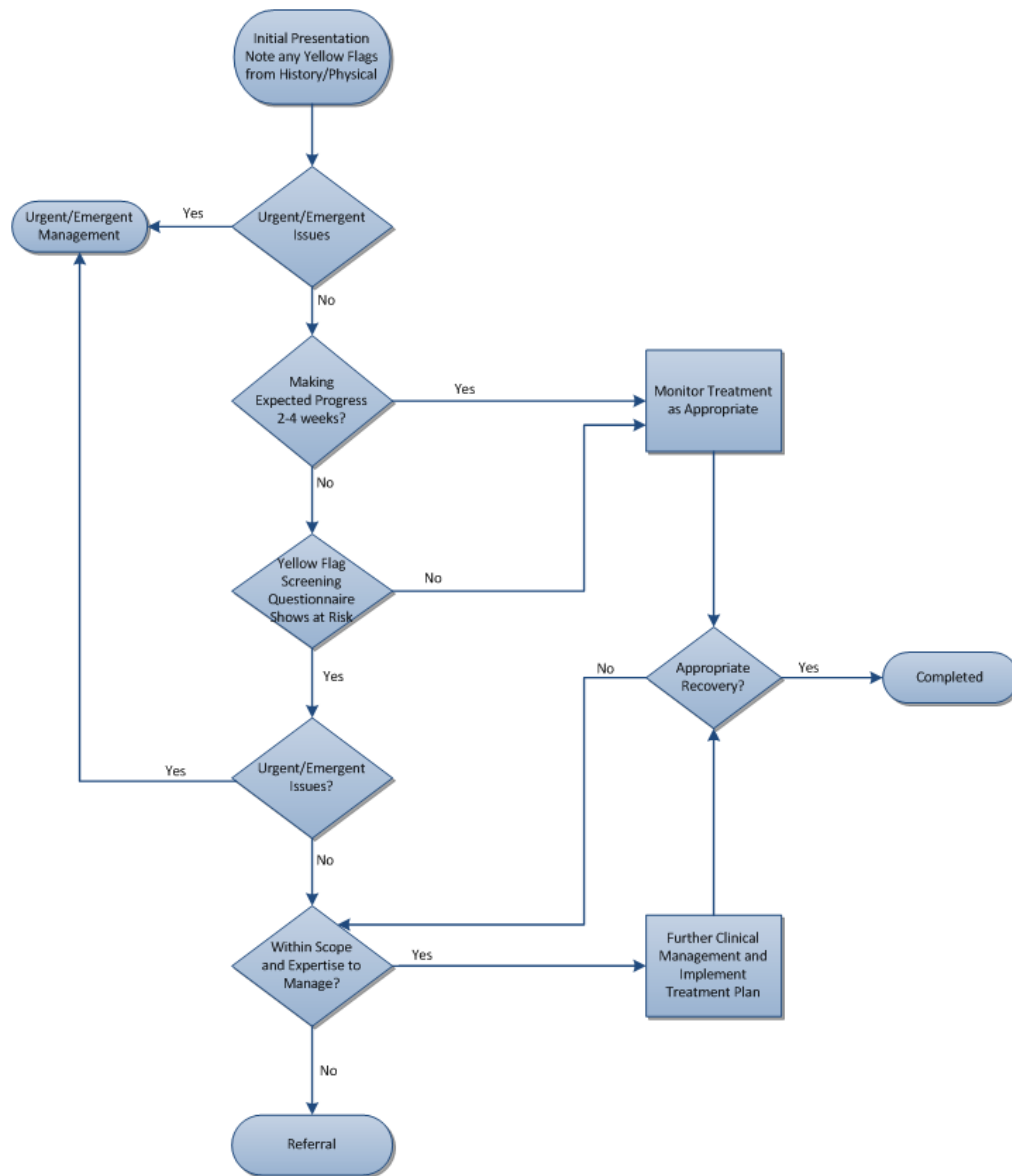 Initial Presentation
Note any Yellow Flags
from History/Physical
Urgent/Emergent
Management
Yes
Urgent/Emergent
Issues
No
Making
Expected Progress
2-4 weeks?
Yes
Monitor Treatment
as Appropriate
No
Yellow Flag
Screening
Questionnaire
Shows at Risk
No
Yes
No
Appropriate
Recovery?
Yes
Completed
Yes
Urgent/Emergent
Issues?
No
Within Scope
and Expertise to
Manage?
Yes
Further Clinical
Management and
Implement
Treatment Plan
No
Referral